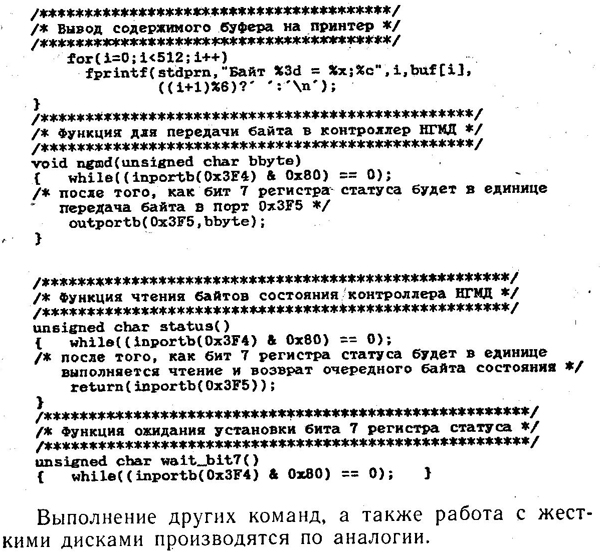 /****************************************/
/* Вывод содержимого буфера на принтер */
/****************************************/
for(i=0;i<512;i++)
fprintf(stdprn,"Байт %3d = %x;%c",i,buf[i],
((i+1)%6)?' ':'\n');
}
/*************************************************/
/* Функция для передачи байта в контроллер НГМД */
/*************************************************/
void ngmd(unsigned char bbyte)
{ while((inportb(0x3F4) & 0x80) == 0);
/* после того, как бит 7 регистра статуса будет в единице
передача байта в порт 0x3F5 */
outportb(0x3F5,bbyte);
}
/*****************************************************/
/* Функция чтения байтов состояния контроллера НГМД */
/*****************************************************/
unsigned char status()
{ while((inportb(0x3F4) & 0x80) == 0);
/* после того, как бит 7 регистра статуса будет в единице
выполняется чтение и возврат очередного байта состояния */
return(inportb(0x3F5));
}
/******************************************************/
/* Функция ожидания установки бита 7 регистра статуса */
/******************************************************/
unsigned char wait_bit7()
{ while((inportb(0x3F4) & 0x80) == 0); }
Выполнение других команд, а также работа с жест-
кими дисками производятся по аналогии.